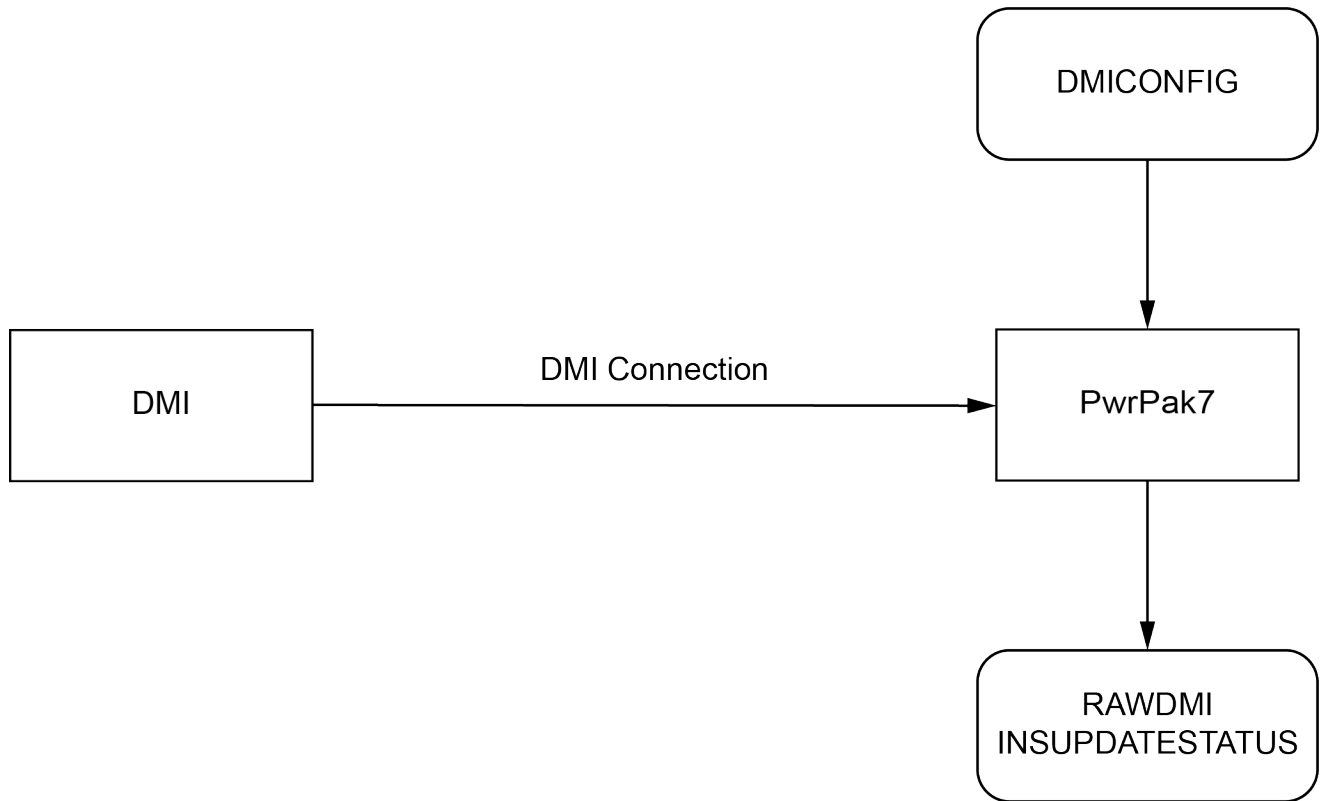 DMICONFIG
DMI Connection
DMI
PwrPak7
RAWDMI
INSUPDATESTATUS